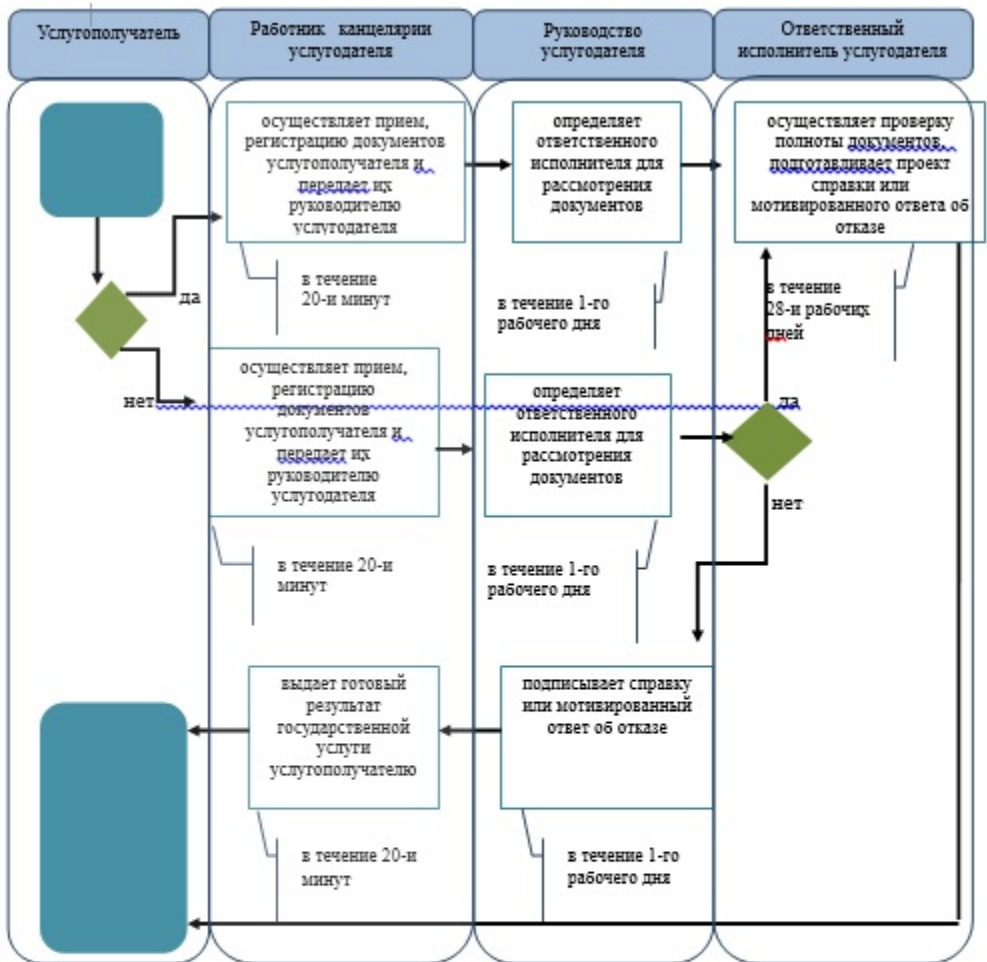 Услугополучатель
Работник канцелярии
услугодателя
Руководство
услугодателя
Ответственный
исполнитель услугодателя
осуществляет прием,
регистрацию документов
услугополучателя и
передает их
руководителю
услугодателя
определяет
ответственного
исполнителя для
рассмотрения
документов
осуществляет проверку
полноты документов,
подготавливает проект
справки или
мотивированного ответа об
отказе
да
в течение
20-и минут
в течение 1-го
рабочего дня
в течение
28-и рабочих
дней
нет
осуществляет прием,
регистрацию
документов
услугополучателя и
передает их
руководителю
услугодателя
определяет
ответственного
исполнителя для
рассмотрения
документов
да
нет
в течение 20-и
минут
в течение 1-го
рабочего дня
выдает готовый
результат
государственной
услуги
услугополучателю
подписывает справку
или мотивированный
ответ об отказе
в течение 20-и
минут
в течение 1-го
рабочего дня